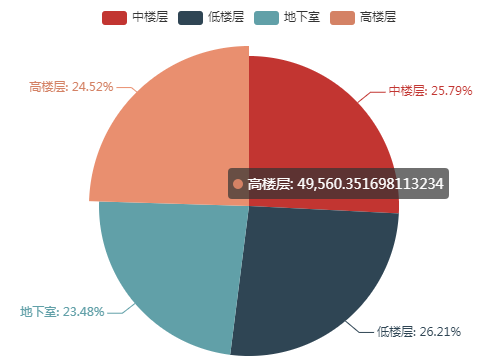 中楼层 低楼层 地下室 高楼层
高楼层: 24.52%
中楼层: 25.79%
高楼层: 49,560.351698113234
地下室: 23.48%
低楼层: 26.21%